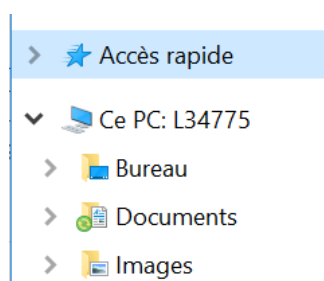 Accès rapide
Ce PC: L34775
Bureau
Documents
Images